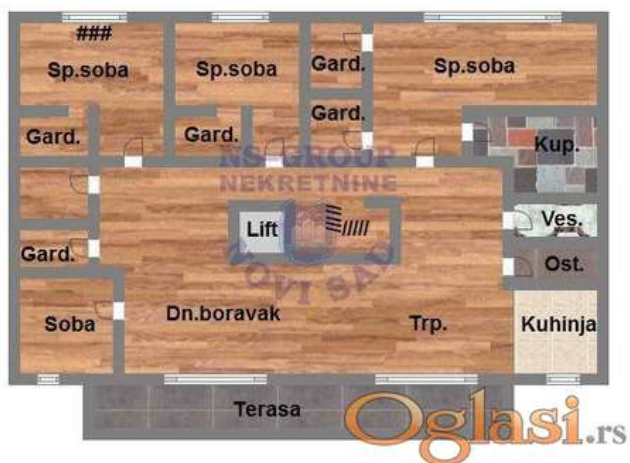 ###
Sp.soba
Sp.soba
Gard.
Sp.soba
Gard.
Gard.
Gard.
Kup.
NS-GROUP
NEKRETNINE
Lift
/////
Ves.
Gard.
NOVI SAD
Ost.
Soba
Dn.boravak
Trp.
Kuhinja
Terasa
Oglasi.rs